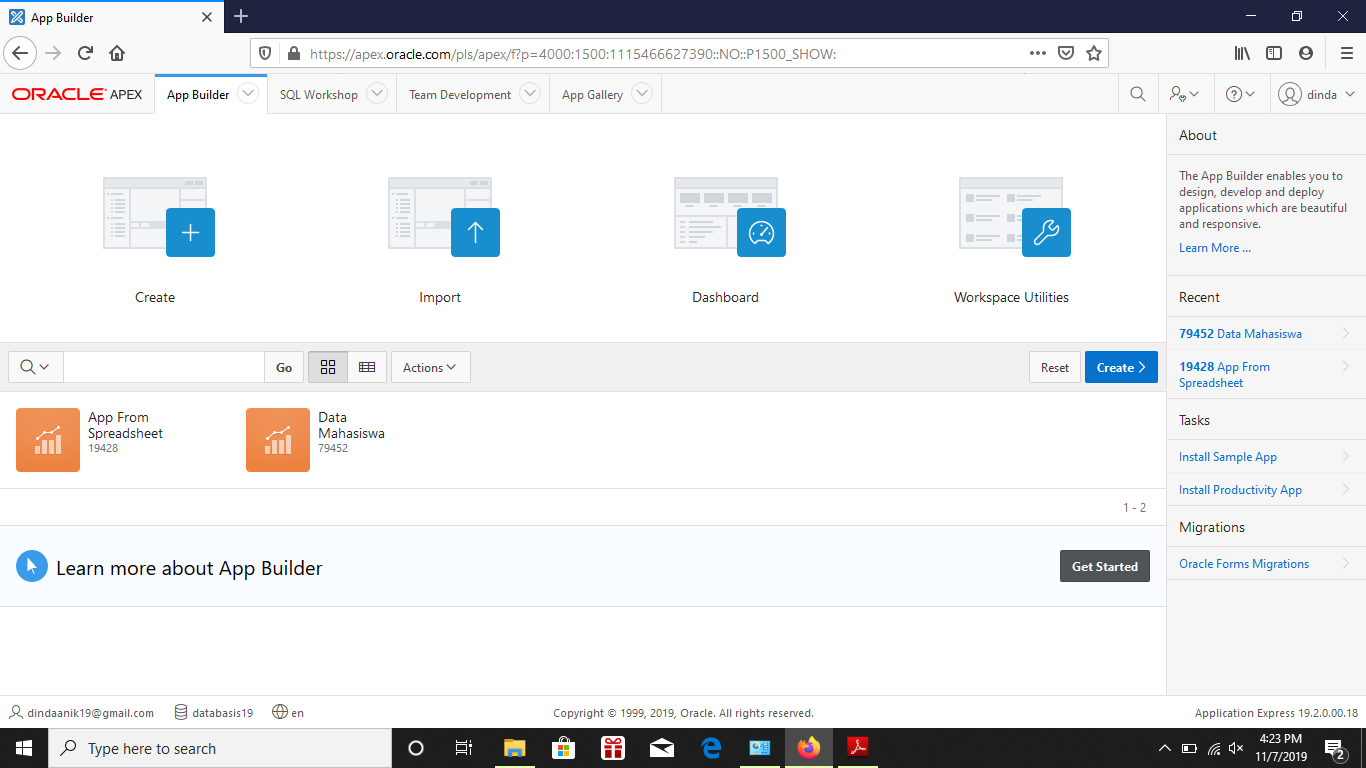 App Builder
https://apex.oracle.com/pls/apex/f?p=4000:1500:1115466627390::NO::P1500_SHOW:
ORACLE APEX App Builder SQL Workshop Team Development App Gallery dinda
Create Import Dashboard Workspace Utilities
Go Actions Reset Create
App From
Spreadsheet
19428
Data
Mahasiswa
79452
1 - 2
Learn more about App Builder
Get Started
About
The App Builder enables you to
design, develop and deploy
applications which are beautiful
and responsive.
Learn More ...
Recent
79452 Data Mahasiswa
19428 App From
Spreadsheet
Tasks
Install Sample App
Install Productivity App
Migrations
Oracle Forms Migrations
dindaanik19@gmail.com databasis19 en Copyright © 1999, 2019, Oracle. All rights reserved. Application Express 19.2.0.00.18
Type here to search
4:23 PM
11/7/2019
2